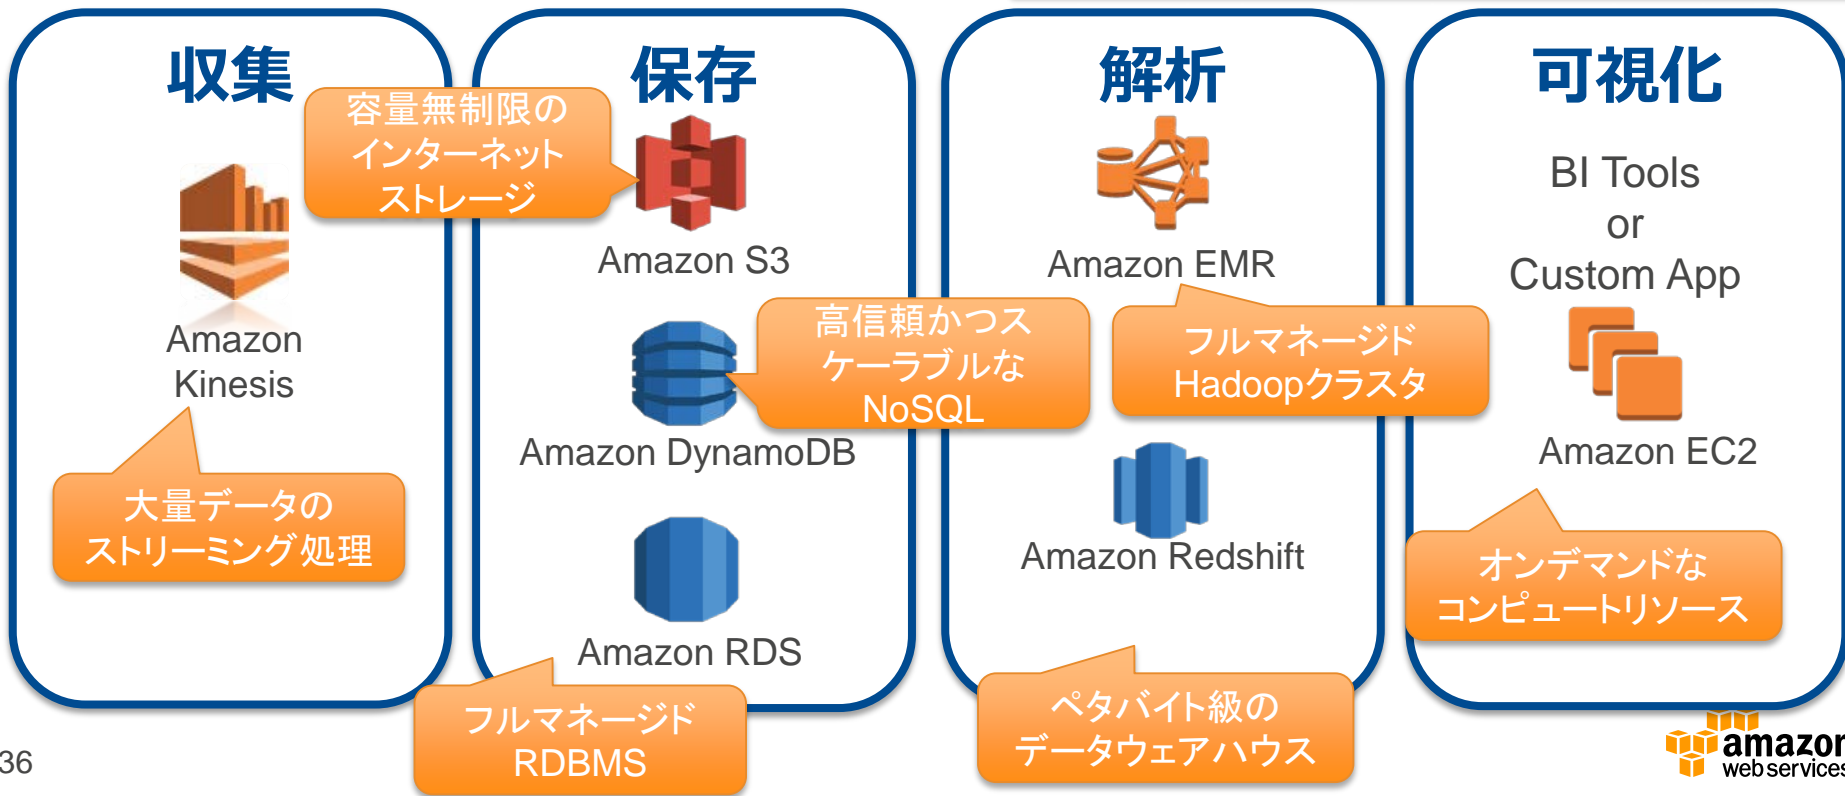 収集
Amazon
Kinesis
大量データの
ストリーミング処理
保存
容量無制限の
インターネット
ストレージ
Amazon S3
高信頼かつス
ケーラブルな
NoSQL
Amazon DynamoDB
Amazon RDS
フルマネージド
RDBMS
解析
Amazon EMR
フルマネージド
Hadoopクラスタ
Amazon Redshift
ペタバイト級の
データウェアハウス
可視化
BI Tools
or
Custom App
Amazon EC2
オンデマンドな
コンピュートリソース
36
amazon
web services